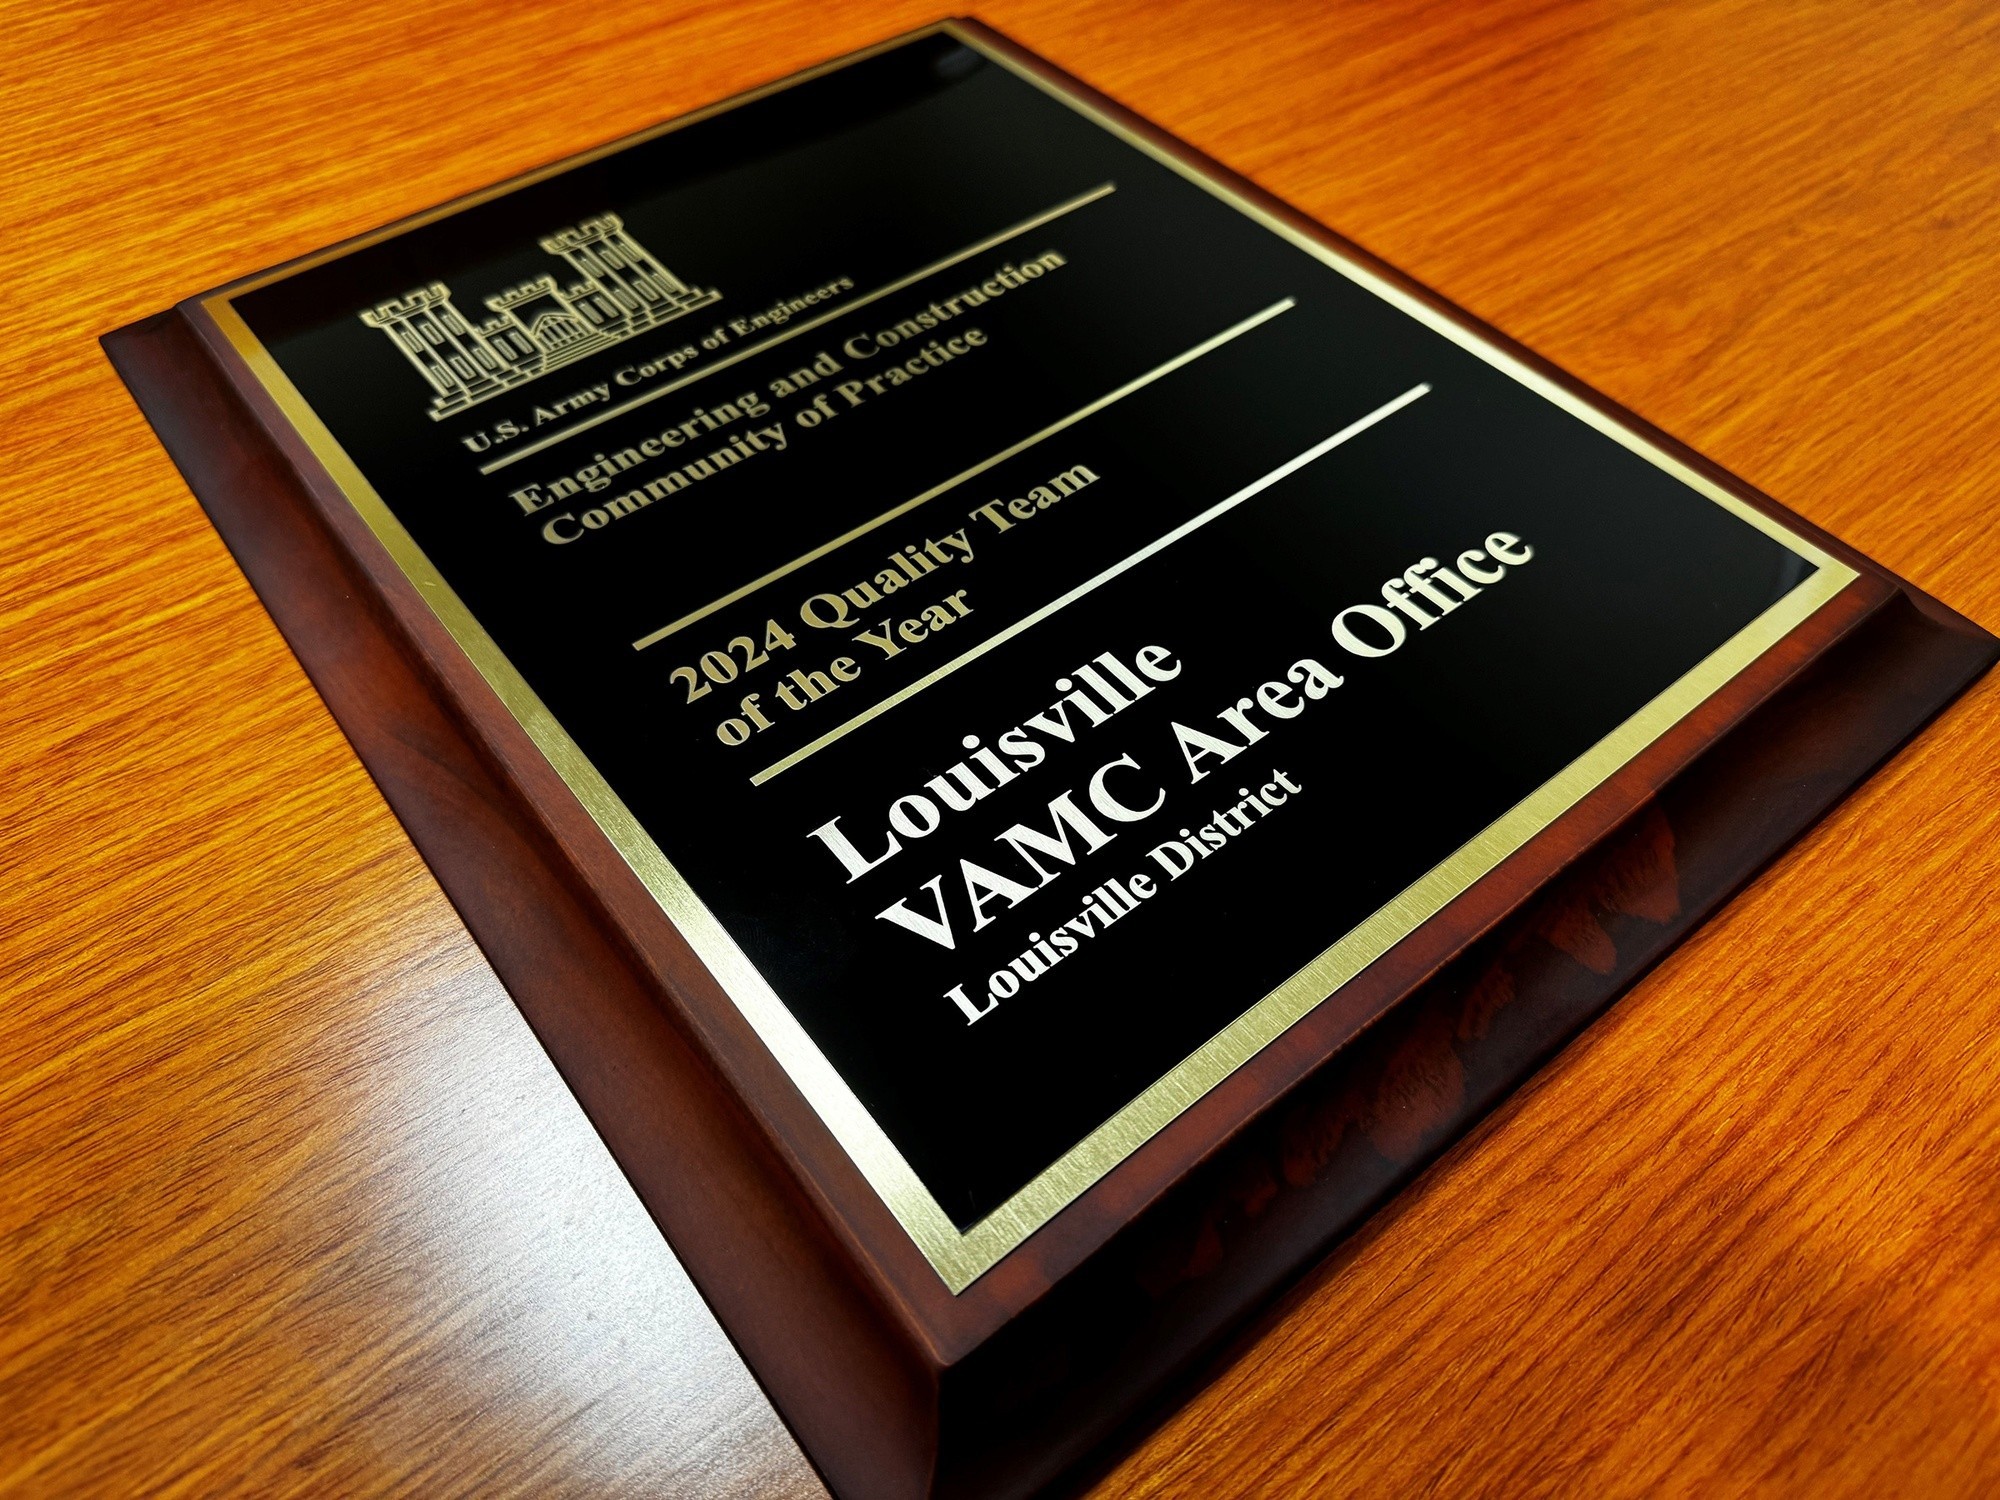 U.S. Army Corps of Engineers
Engineering and Construction
Community of Practice
2024 Quality Team
of the Year
Louisville
VAMC Area Office
Louisville District